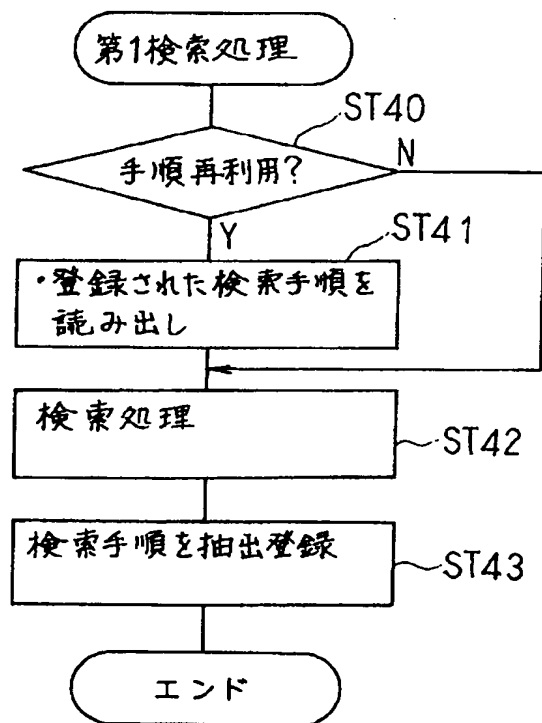 第1検索処理
ST40
手順再利用?
N
Y
ST41
・登録された検索手順を
読み出し
検索処理
ST42
検索手順を抽出登録
ST43
エンド